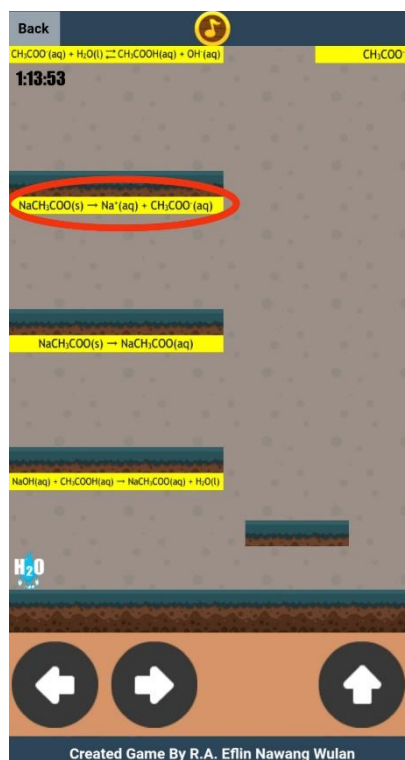 Back
CH₃COO⁻(aq) + H₂O(l) ⇄ CH₃COOH(aq) + OH⁻(aq)
CH₃COO⁻
1:13:53
NaCH₃COO(s) → Na⁺(aq) + CH₃COO⁻(aq)
NaCH₃COO(s) → NaCH₃COO(aq)
NaOH(aq) + CH₃COOH(aq) → NaCH₃COO(aq) + H₂O(l)
H₂O
Created Game By R.A. Eflin Nawang Wulan